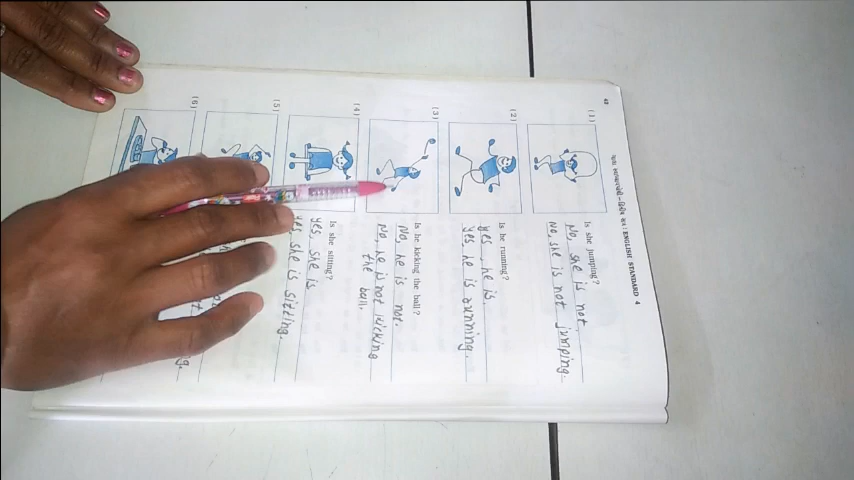 42
ENGLISH STANDARD 4
(1)
Is she jumping?
No, she is not.
No, she is not jumping.
(2)
Is he running?
Yes, he is.
Yes, he is running.
(3)
Is he kicking the ball?
No, he is not.
No, he is not kicking
the ball.
(4)
Is she sitting?
Yes, she is
Yes, she is sitting.
(5)
(6)